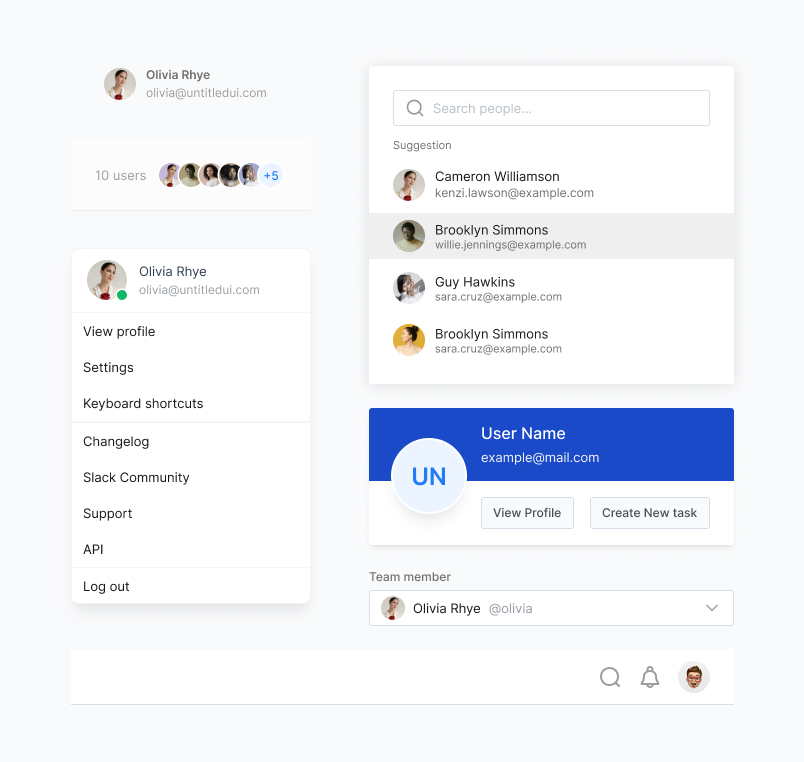 Olivia Rhye
olivia@untitledui.com
10 users
+5
Olivia Rhye
olivia@untitledui.com
View profile
Settings
Keyboard shortcuts
Changelog
Slack Community
Support
API
Log out
Search people...
Suggestion
Cameron Williamson
kenzi.lawson@example.com
Brooklyn Simmons
willie.jennings@example.com
Guy Hawkins
sara.cruz@example.com
Brooklyn Simmons
sara.cruz@example.com
User Name
example@mail.com
UN
View Profile
Create New task
Team member
Olivia Rhye @olivia